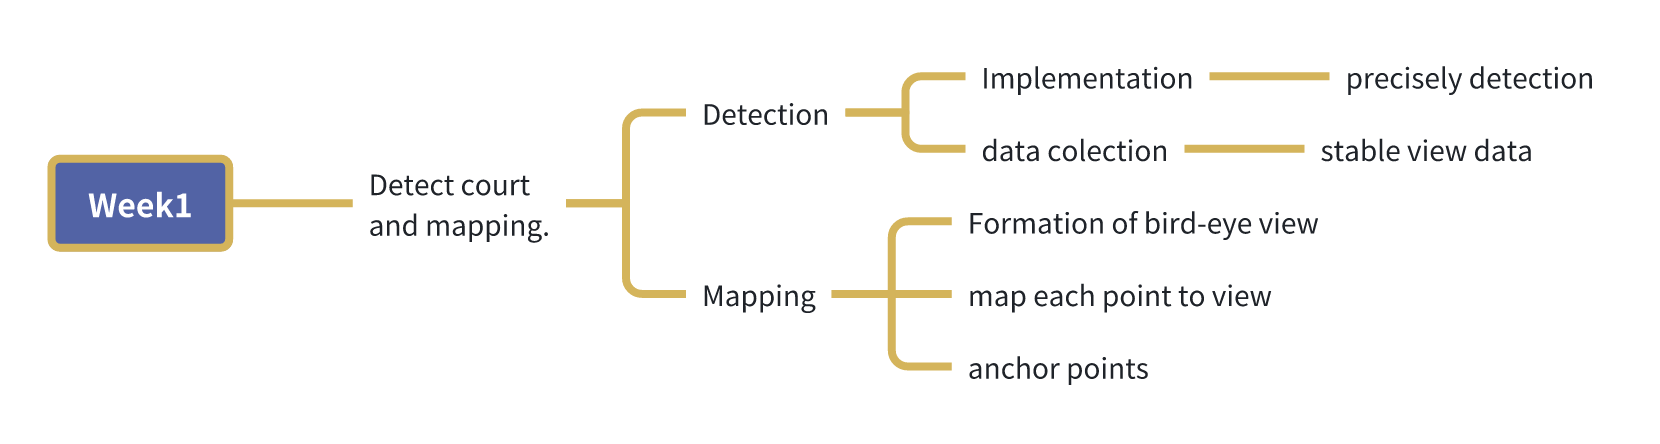 Week1
Detect court
and mapping.
Detection
Implementation
precisely detection
data colection
stable view data
Mapping
Formation of bird-eye view
map each point to view
anchor points